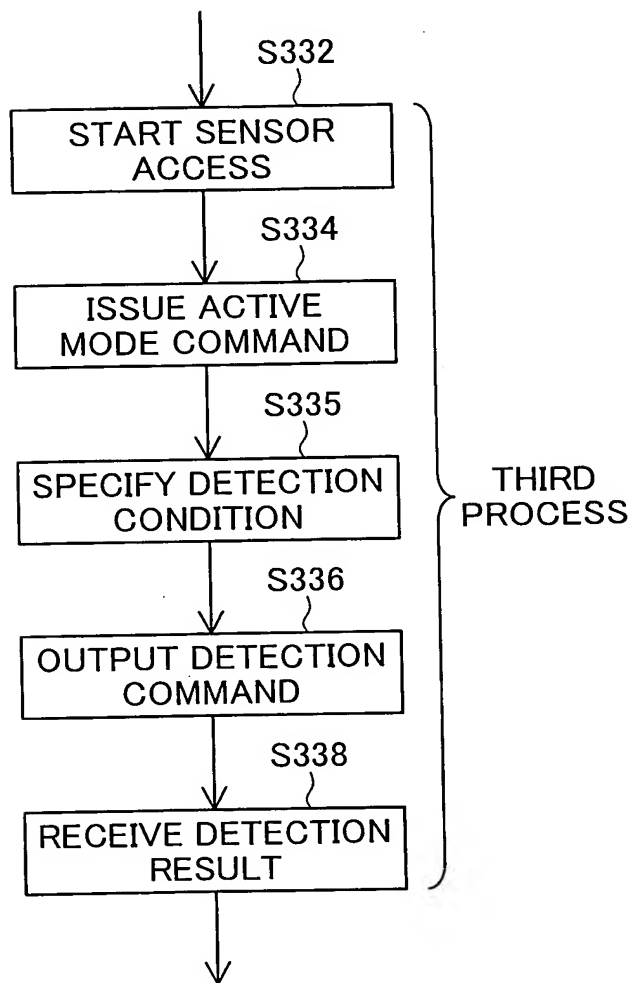 S332
START SENSOR
ACCESS
S334
ISSUE ACTIVE
MODE COMMAND
S335
SPECIFY DETECTION
CONDITION
THIRD
PROCESS
S336
OUTPUT DETECTION
COMMAND
S338
RECEIVE DETECTION
RESULT